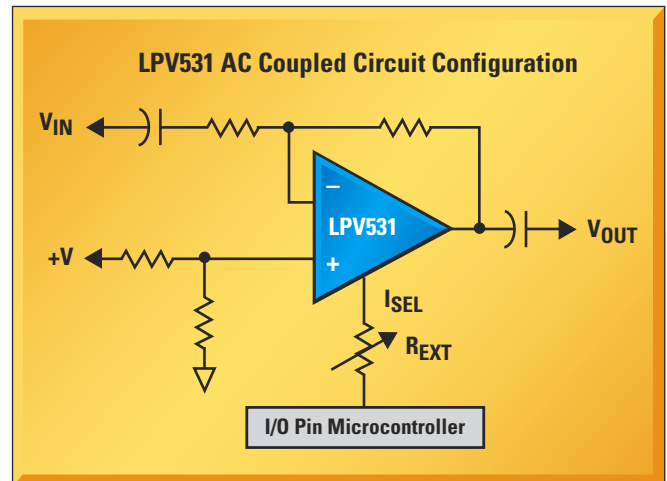 LPV531 AC Coupled Circuit Configuration
VIN
−
LPV531
VOUT
+V
+
ISEL
REXT
I/O Pin Microcontroller